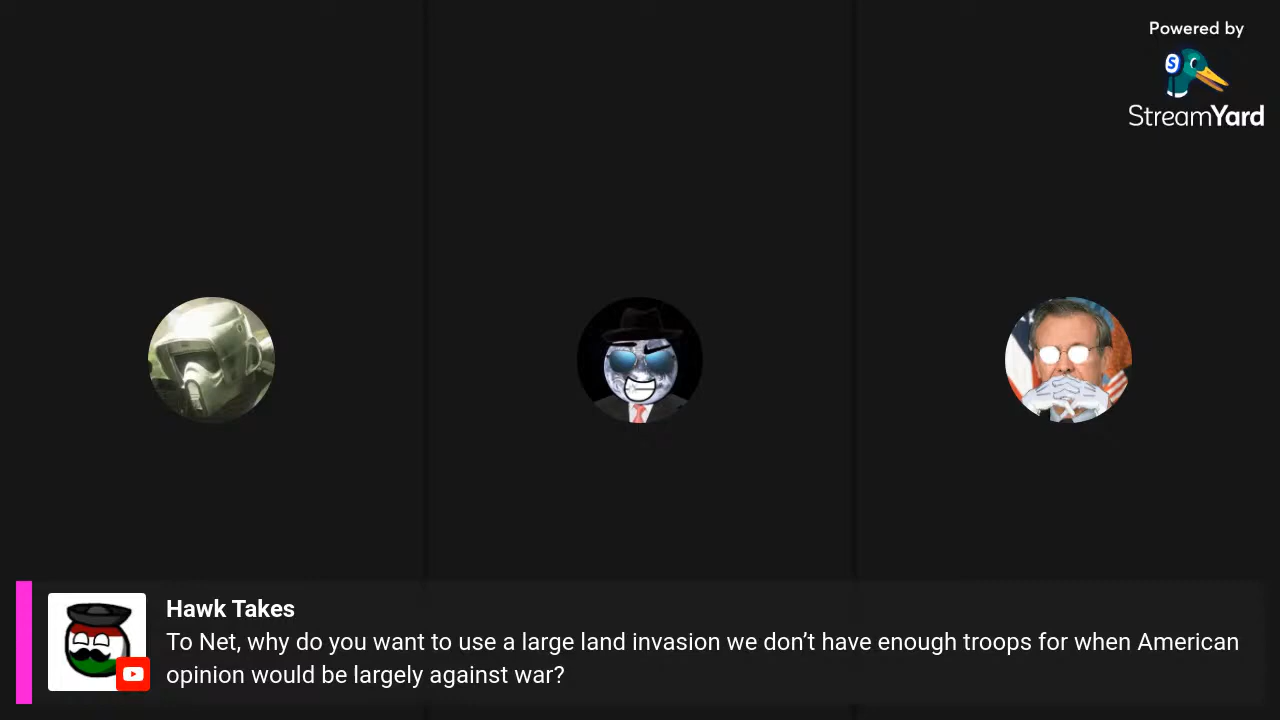 Powered by
S
StreamYard
Hawk Takes
To Net, why do you want to use a large land invasion we don’t have enough troops for when American
opinion would be largely against war?